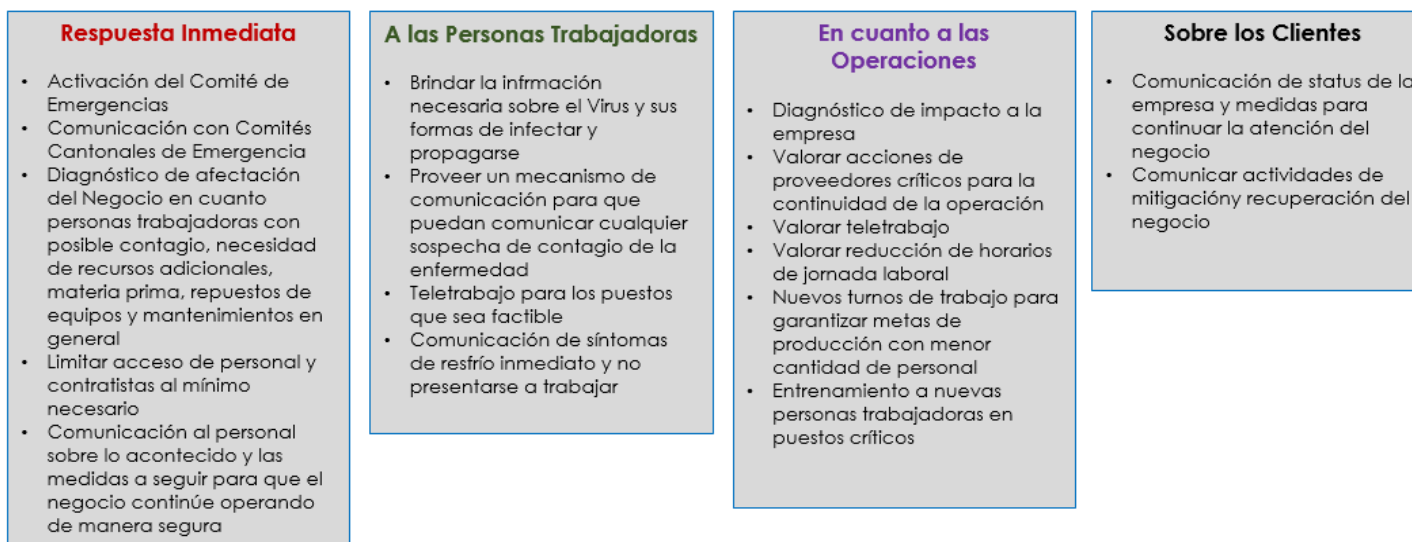 Respuesta Inmediata
• Activación del Comité de
Emergencias
• Comunicación con Comités
Cantonales de Emergencia
• Diagnóstico de afectación
del Negocio en cuanto
personas trabajadoras con
posible contagio, necesidad
de recursos adicionales,
materia prima, repuestos de
equipos y mantenimientos en
general
• Limitar acceso de personal y
contratistas al mínimo
necesario
• Comunicación al personal
sobre lo acontecido y las
medidas a seguir para que el
negocio continúe operando
de manera segura
A las Personas Trabajadoras
• Brindar la infrmación
necesaria sobre el Virus y sus
formas de infectar y
propagarse
• Proveer un mecanismo de
comunicación para que
puedan comunicar cualquier
sospecha de contagio de la
enfermedad
• Teletrabajo para los puestos
que sea factible
• Comunicación de síntomas
de resfrío inmediato y no
presentarse a trabajar
En cuanto a las
Operaciones
• Diagnóstico de impacto a la
empresa
• Valorar acciones de
proveedores críticos para la
continuidad de la operación
• Valorar teletrabajo
• Valorar reducción de horarios
de jornada laboral
• Nuevos turnos de trabajo para
garantizar metas de
producción con menor
cantidad de personal
• Entrenamiento a nuevas
personas trabajadoras en
puestos críticos
Sobre los Clientes
• Comunicación de status de la
empresa y medidas para
continuar la atención del
negocio
• Comunicar actividades de
mitigacióny recuperación del
negocio